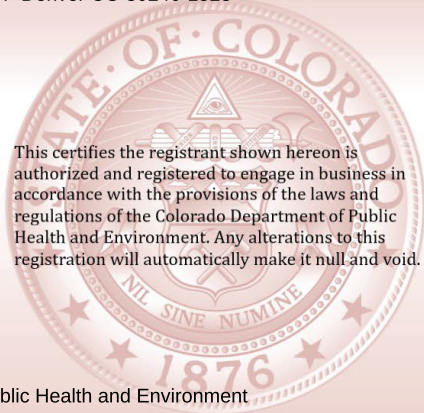 STATE·OF·COLORADO
This certifies the registrant shown hereon is
authorized and registered to engage in business in
accordance with the provisions of the laws and
regulations of the Colorado Department of Public
Health and Environment. Any alterations to this
registration will automatically make it null and void.
NIL SINE NUMINE
1876
blic Health and Environment